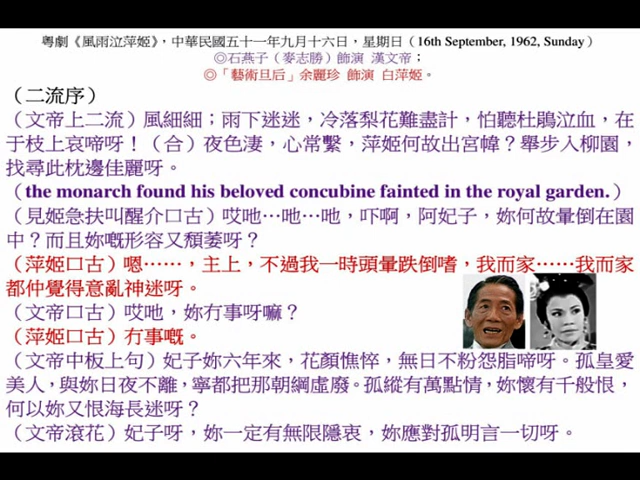 粵劇《風雨泣萍姬》，中華民國五十一年九月十六日，星期日（16th September, 1962, Sunday）
◎石燕子（麥志勝）飾演 漢文帝；
◎「藝術旦后」余麗珍 飾演 白萍姬。
（二流序）
（文帝上二流）風細細；雨下迷迷，冷落梨花難盡計，怕聽杜鵑泣血，在
于枝上哀啼呀！（合）夜色淒，心常繫，萍姬何故出宮幃？舉步入柳園，
找尋此枕邊佳麗呀。
（the monarch found his beloved concubine fainted in the royal garden.）
（見姬急扶叫醒介口古）哎吔…吔…吔，吓啊，阿妃子，妳何故暈倒在園
中？而且妳嘅形容又頹萎呀？
（萍姬口古）嗯……，主上，不過我一時頭暈跌倒嗜，我而家……我而家
都仲覺得意亂神迷呀。
（文帝口古）哎吔，妳冇事呀嘛？
（萍姬口古）冇事嘅。
（文帝中板上句）妃子妳六年來，花顏憔悴，無日不粉怨脂啼呀。孤皇愛
美人，與妳日夜不離，寧都把那朝綱虛廢。孤縱有萬點情，妳懷有千般恨，
何以妳又恨海長迷呀？
（文帝滾花）妃子呀，妳一定有無限隱衷，妳應對孤明言一切呀。